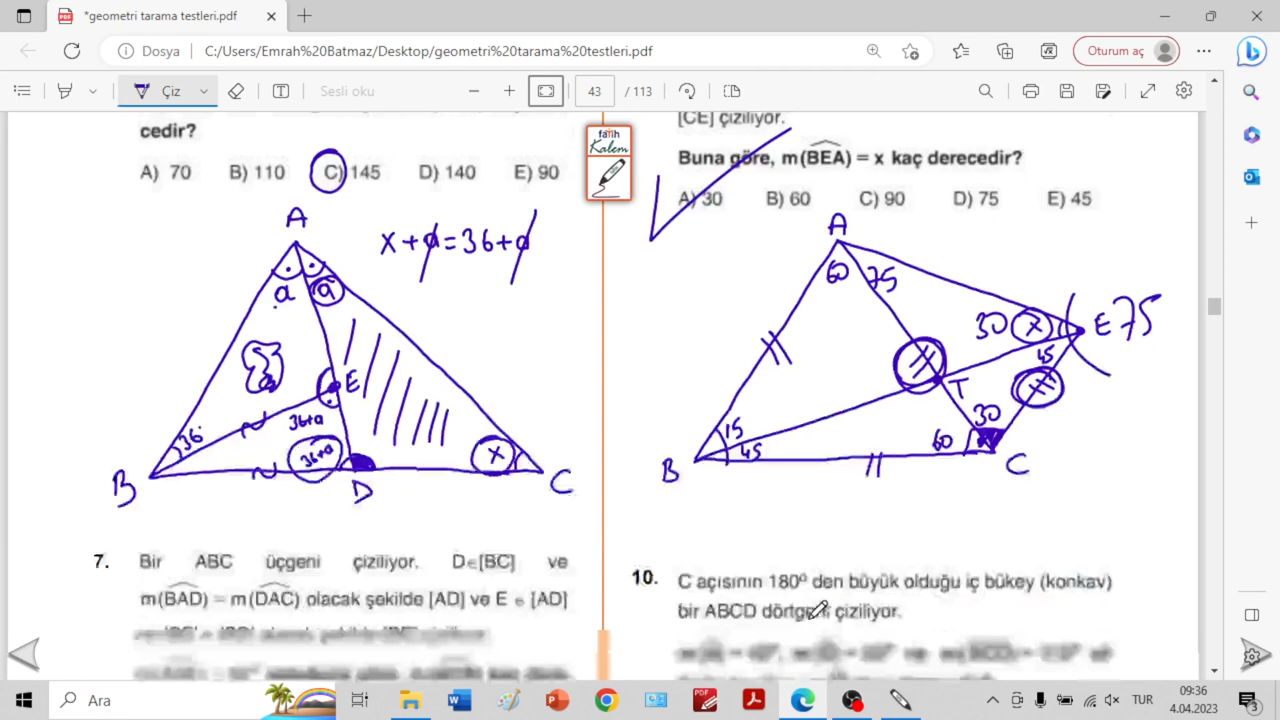 *geometri tarama testleri.pdf
Dosya
C:/Users/Emrah%20Batmaz/Desktop/geometri%20tarama%20testleri.pdf
Oturum aç
Çiz
Sesli oku
43 / 113
cedir?
A) 70 B) 110 C) 145 D) 140 E) 90
x + a = 36 + a
A
a a
E
36
36+a
36+a
x
B D C
7. Bir ABC üçgeni çiziliyor. D∈[BC] ve
m(BAD) = m(DAC) olacak şekilde [AD] ve E ∈ [AD]
fatih
Kalem
[CE] çiziliyor.
Buna göre, m(BEA) = x kaç derecedir?
A) 30 B) 60 C) 90 D) 75 E) 45
A
60 75
30 x E 75
45
T
15 30
45 60
B C
10. C açısının 180º den büyük olduğu iç bükey (konkav)
bir ABCD dörtgeni çiziliyor.
Ara
TUR
09:36
4.04.2023
3